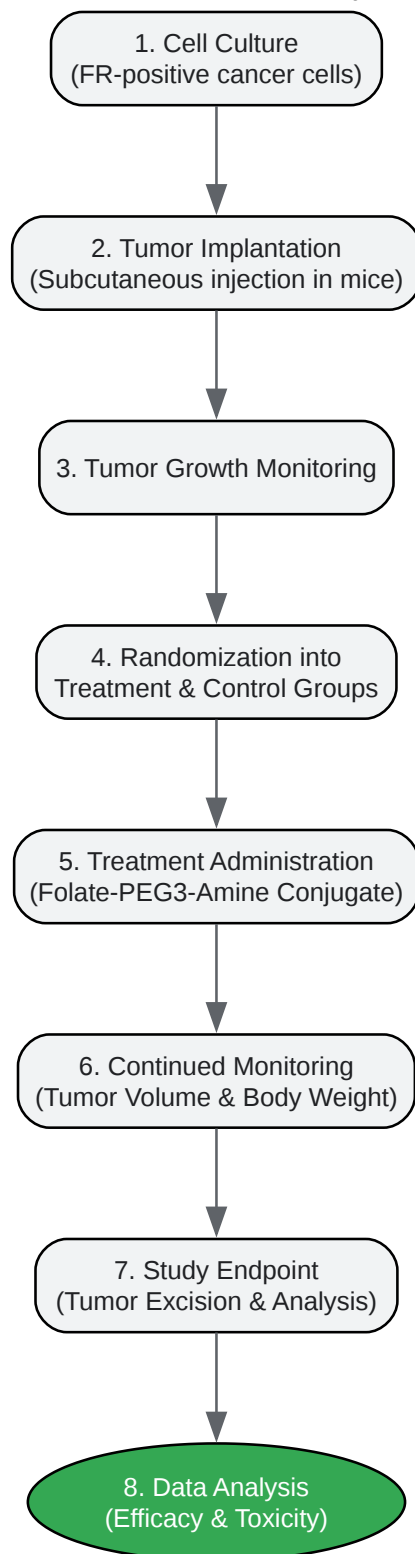 1. Cell Culture
(FR-positive cancer cells)
2. Tumor Implantation
(Subcutaneous injection in mice)
3. Tumor Growth Monitoring
4. Randomization into
Treatment & Control Groups
5. Treatment Administration
(Folate-PEG3-Amine Conjugate)
6. Continued Monitoring
(Tumor Volume & Body Weight)
7. Study Endpoint
(Tumor Excision & Analysis)
8. Data Analysis
(Efficacy & Toxicity)